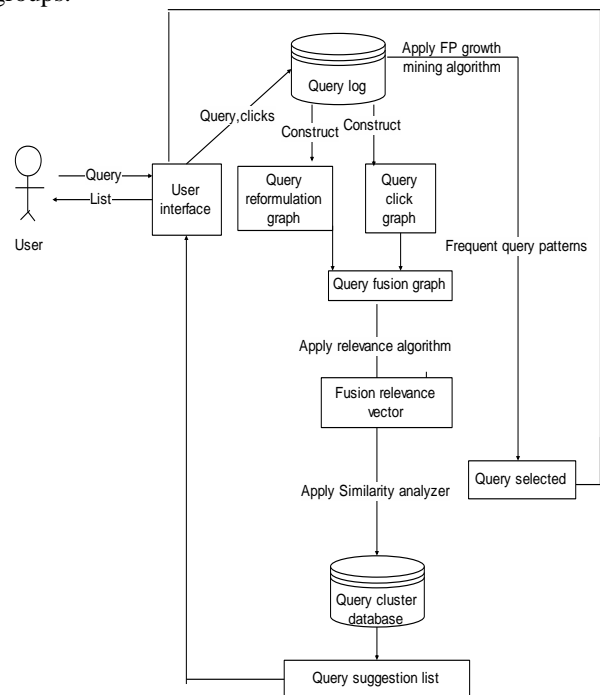 groups.
Query log
Apply FP growth
mining algorithm
Query,clicks
Construct
Construct
Query
List
User
User
interface
Query
reformulation
graph
Query
click
graph
Frequent query patterns
Query fusion graph
Apply relevance algorithm
Fusion relevance
vector
Query selected
Apply Similarity analyzer
Query cluster
database
Query suggestion list